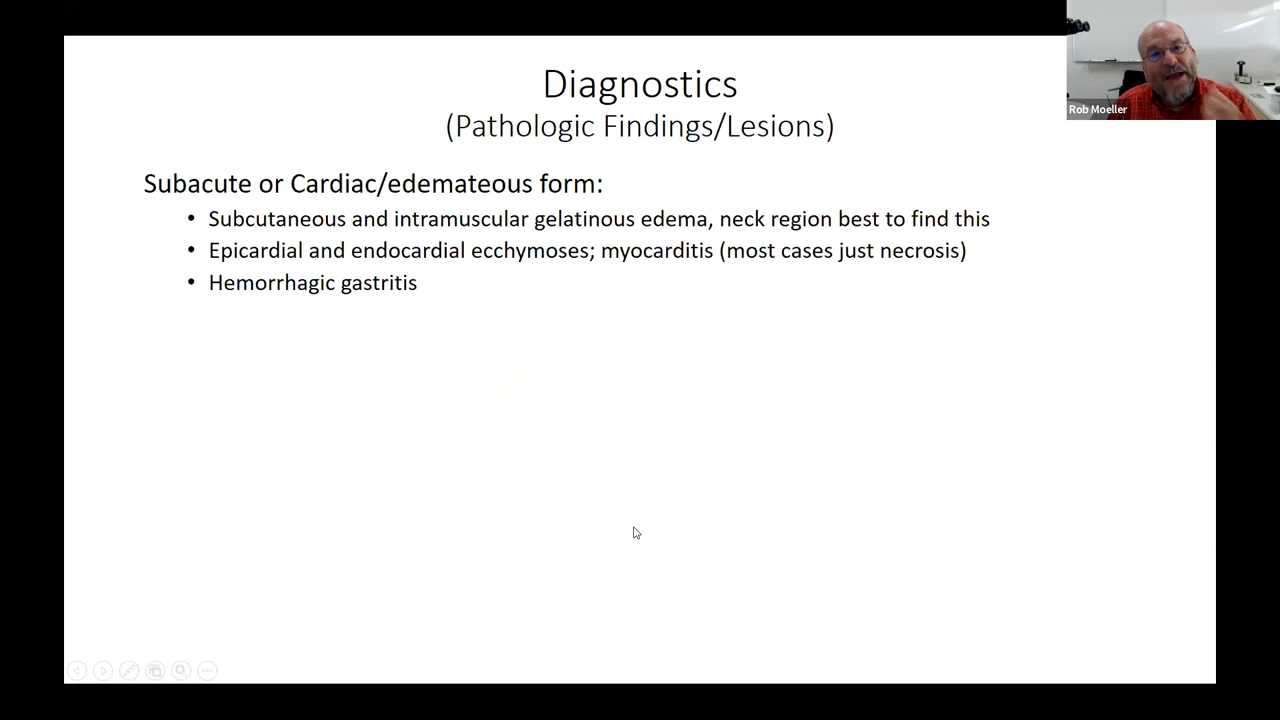 Diagnostics
(Pathologic Findings/Lesions)
Rob Moeller
Subacute or Cardiac/edemateous form:
• Subcutaneous and intramuscular gelatinous edema, neck region best to find this
• Epicardial and endocardial ecchymoses; myocarditis (most cases just necrosis)
• Hemorrhagic gastritis